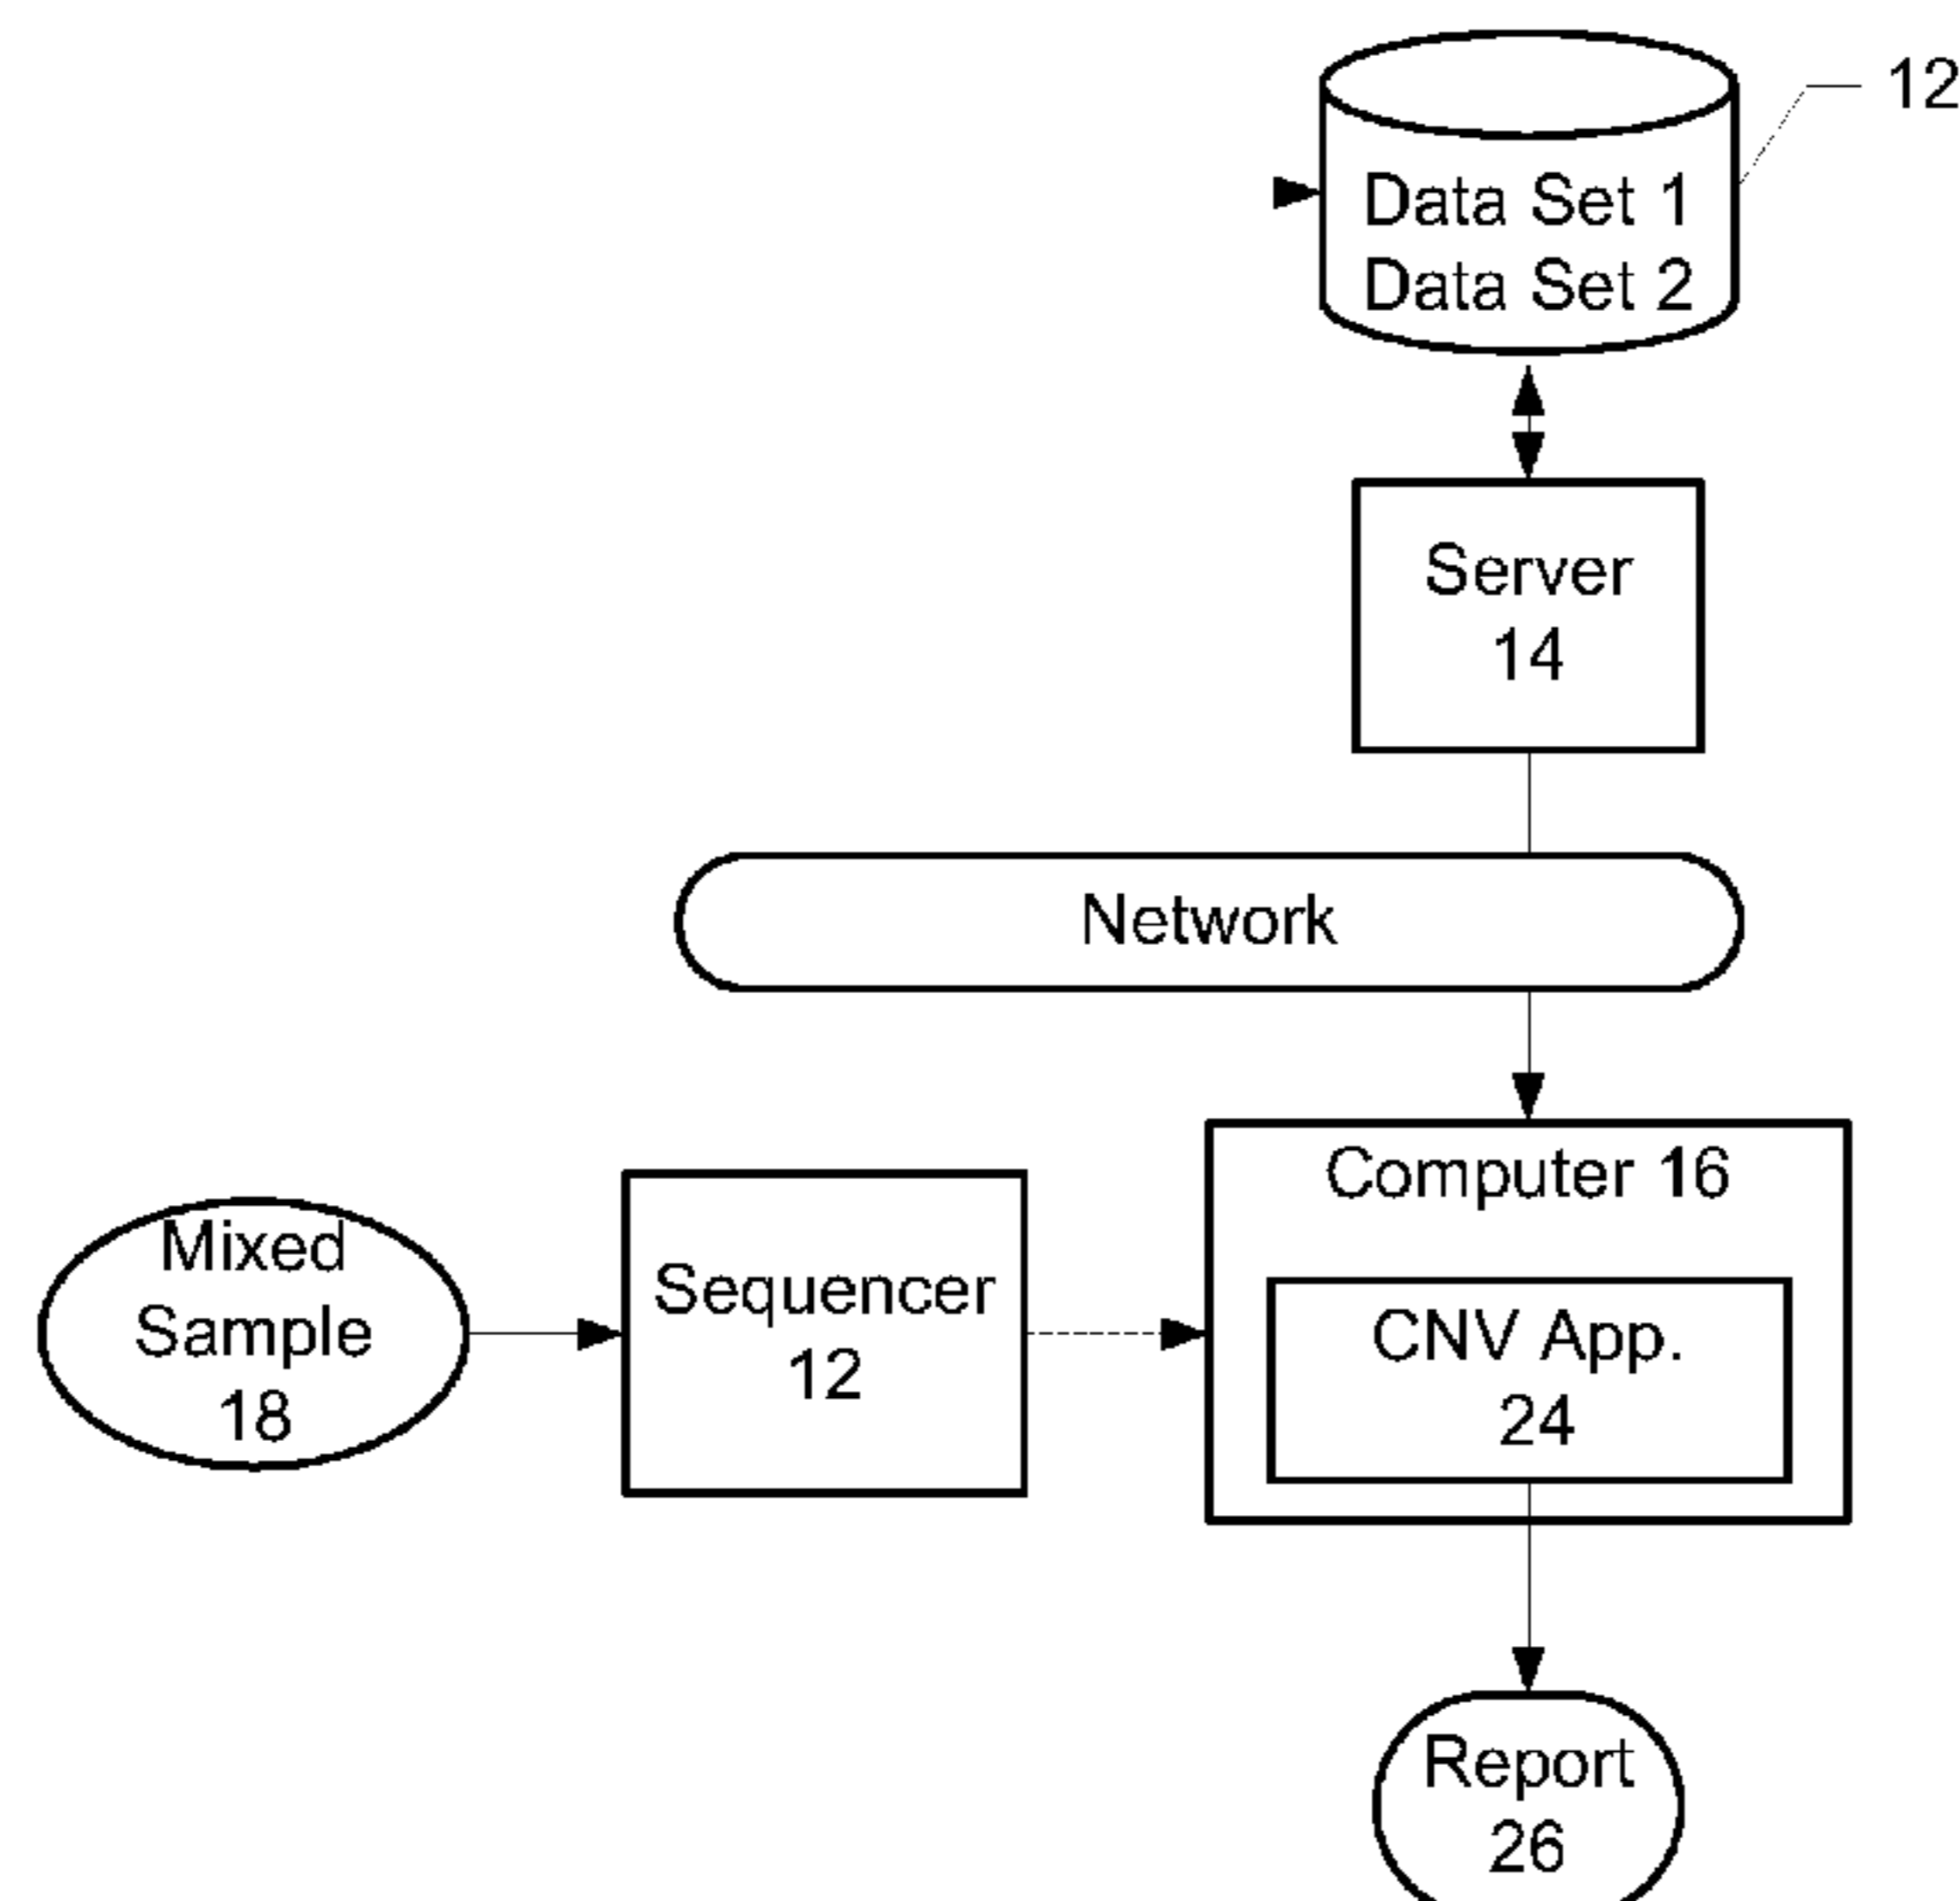 12
Data Set 1
Data Set 2
Server
14
Network
Computer 16
CNV App.
24
Mixed
Sample
18
Sequencer
12
Report
26